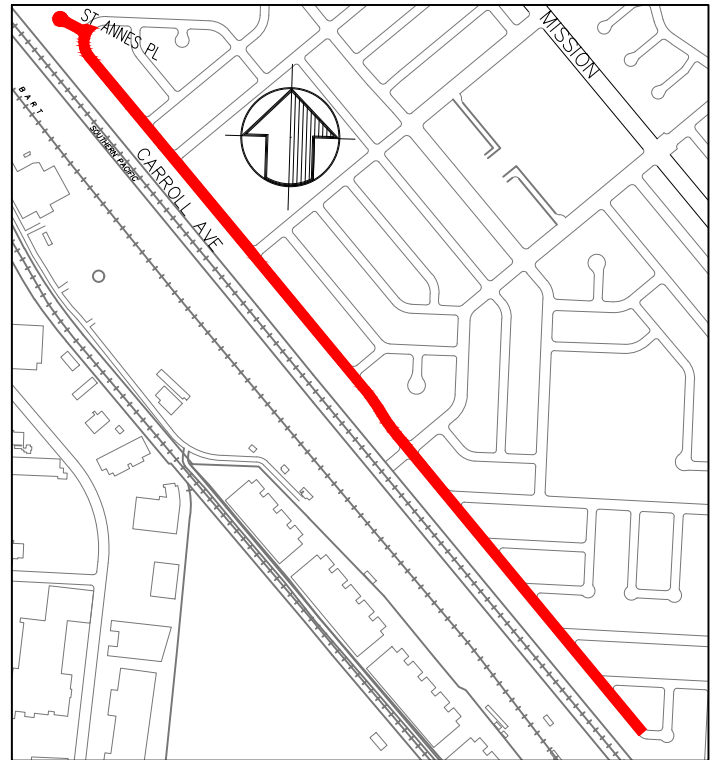 ST ANNES PL
MISSION
BART
SOUTHERN PACIFIC
CARROLL AVE